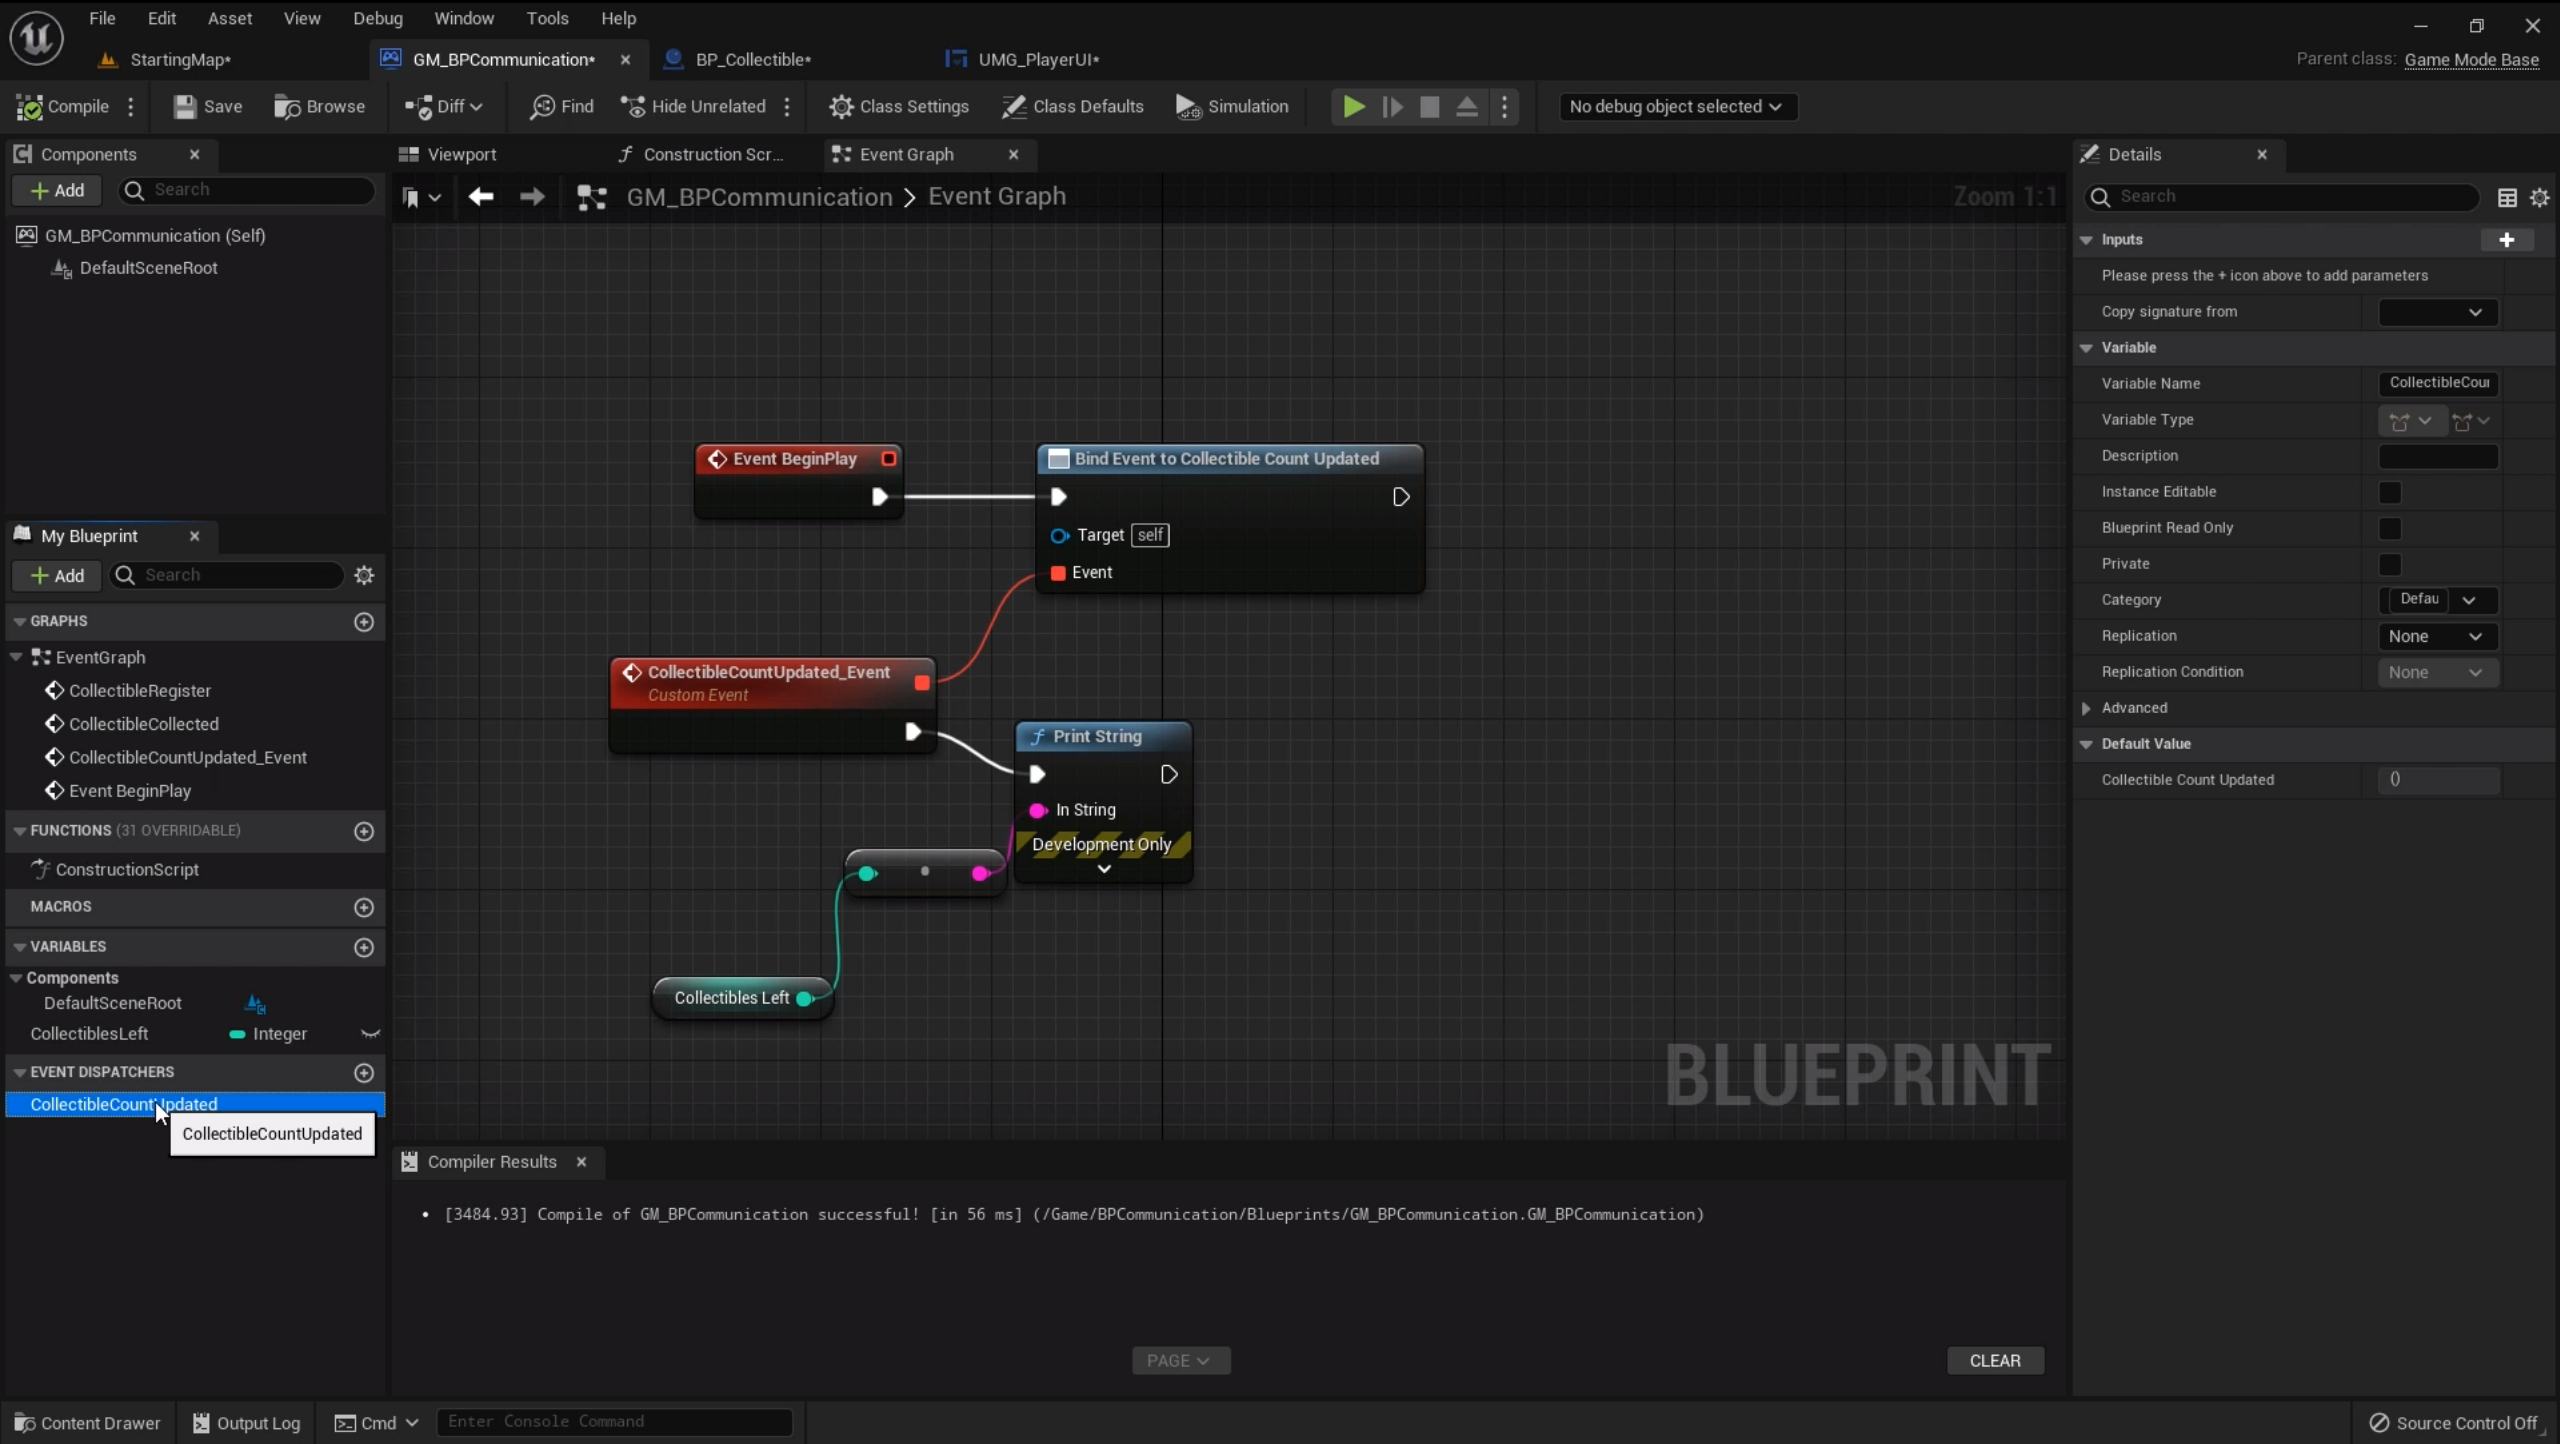 File Edit Asset View Debug Window Tools Help
StartingMap* GM_BPCommunication* BP_Collectible* UMG_PlayerUI* Parent class: Game Mode Base
Compile Save Browse Diff Find Hide Unrelated Class Settings Class Defaults Simulation No debug object selected
Components
Add Search
GM_BPCommunication (Self)
DefaultSceneRoot
My Blueprint
Add Search
GRAPHS
EventGraph
CollectibleRegister
CollectibleCollected
CollectibleCountUpdated_Event
Event BeginPlay
FUNCTIONS (31 OVERRIDABLE)
ConstructionScript
MACROS
VARIABLES
Components
DefaultSceneRoot
CollectiblesLeft Integer
EVENT DISPATCHERS
CollectibleCountUpdated
CollectibleCountUpdated
Viewport Construction Scr... Event Graph
GM_BPCommunication > Event Graph Zoom 1:1
Event BeginPlay
Bind Event to Collectible Count Updated
Target self
Event
CollectibleCountUpdated_Event
Custom Event
Print String
In String
Development Only
Collectibles Left
BLUEPRINT
Compiler Results
• [3484.93] Compile of GM_BPCommunication successful! [in 56 ms] (/Game/BPCommunication/Blueprints/GM_BPCommunication.GM_BPCommunication)
PAGE CLEAR
Details
Search
Inputs
Please press the + icon above to add parameters
Copy signature from
Variable
Variable Name CollectibleCou
Variable Type
Description
Instance Editable
Blueprint Read Only
Private
Category Defau
Replication None
Replication Condition None
Advanced
Default Value
Collectible Count Updated ()
Content Drawer Output Log Cmd Enter Console Command Source Control Off